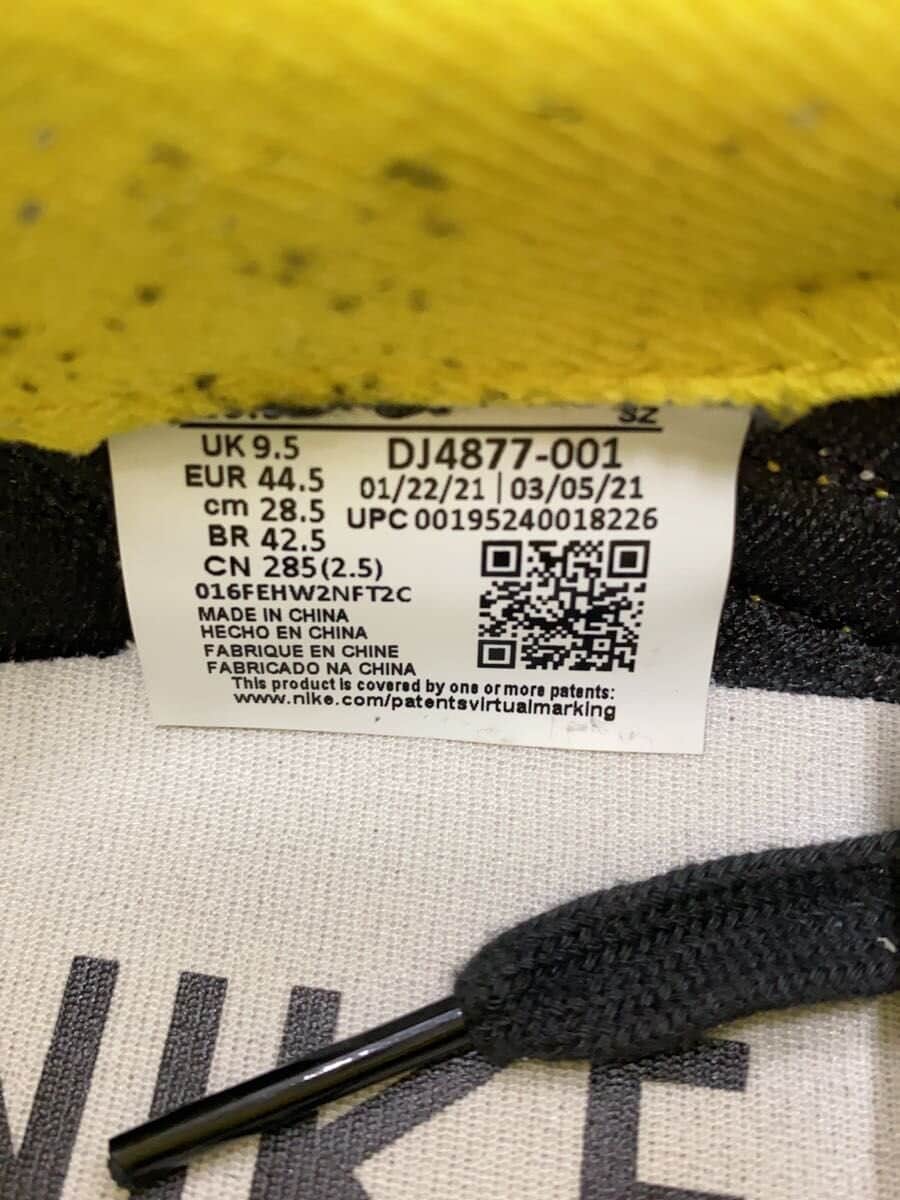 SZ
UK 9.5
EUR 44.5
cm 28.5
BR 42.5
CN 285(2.5)
016FEHW2NFT2C
DJ4877-001
01/22/21 | 03/05/21
UPC 00195240018226
MADE IN CHINA
HECHO EN CHINA
FABRIQUE EN CHINE
FABRICADO NA CHINA
This product is covered by one or more patents:
www.nike.com/patentsvirtualmarking
NIKE